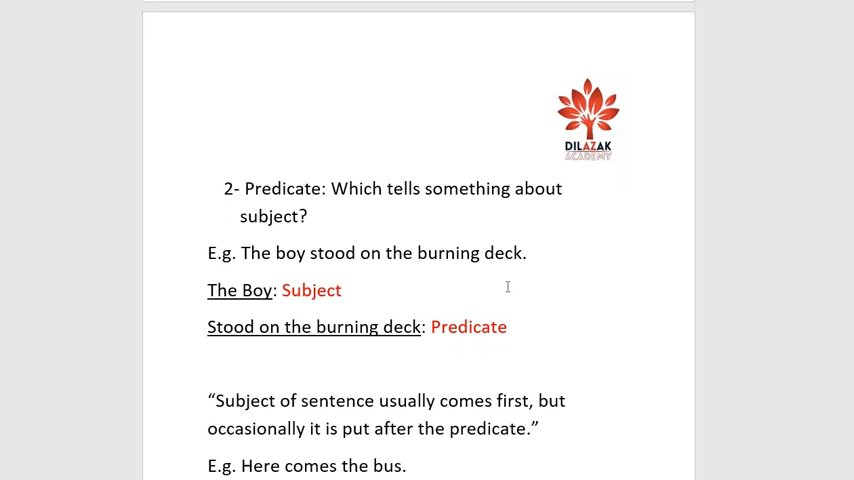 DILAZAK
ACADEMY
2- Predicate: Which tells something about
subject?
E.g. The boy stood on the burning deck.
The Boy: Subject
Stood on the burning deck: Predicate
“Subject of sentence usually comes first, but
occasionally it is put after the predicate.”
E.g. Here comes the bus.